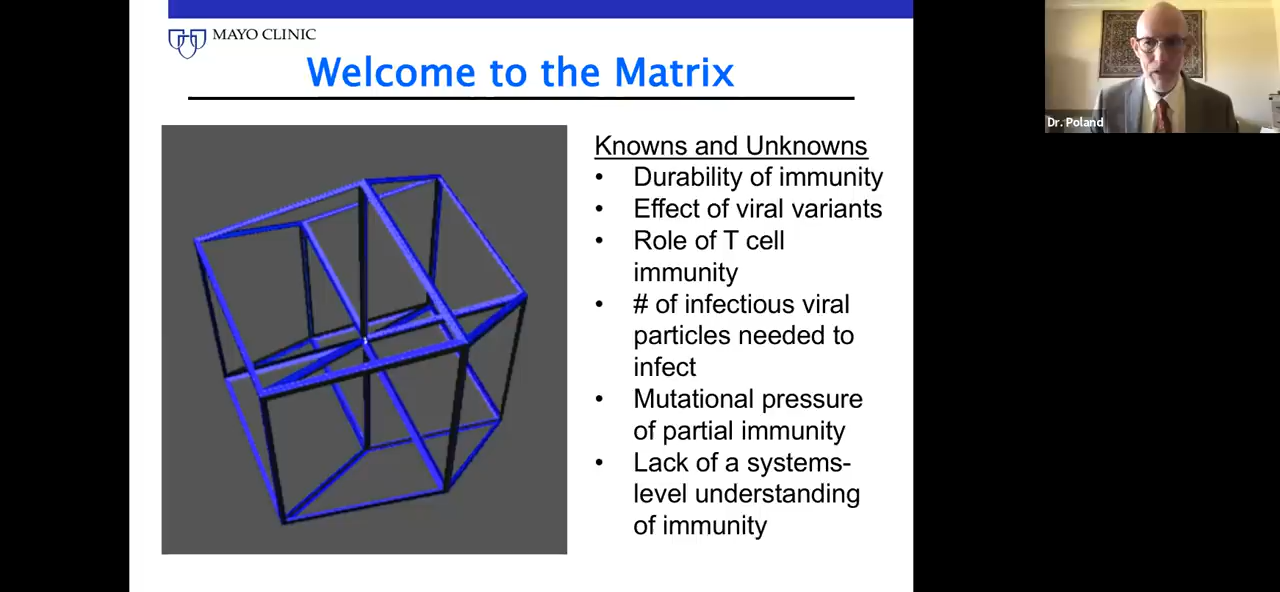 MAYO CLINIC
Welcome to the Matrix
Knowns and Unknowns
• Durability of immunity
• Effect of viral variants
• Role of T cell
immunity
• # of infectious viral
particles needed to
infect
• Mutational pressure
of partial immunity
• Lack of a systems-
level understanding
of immunity
Dr. Poland